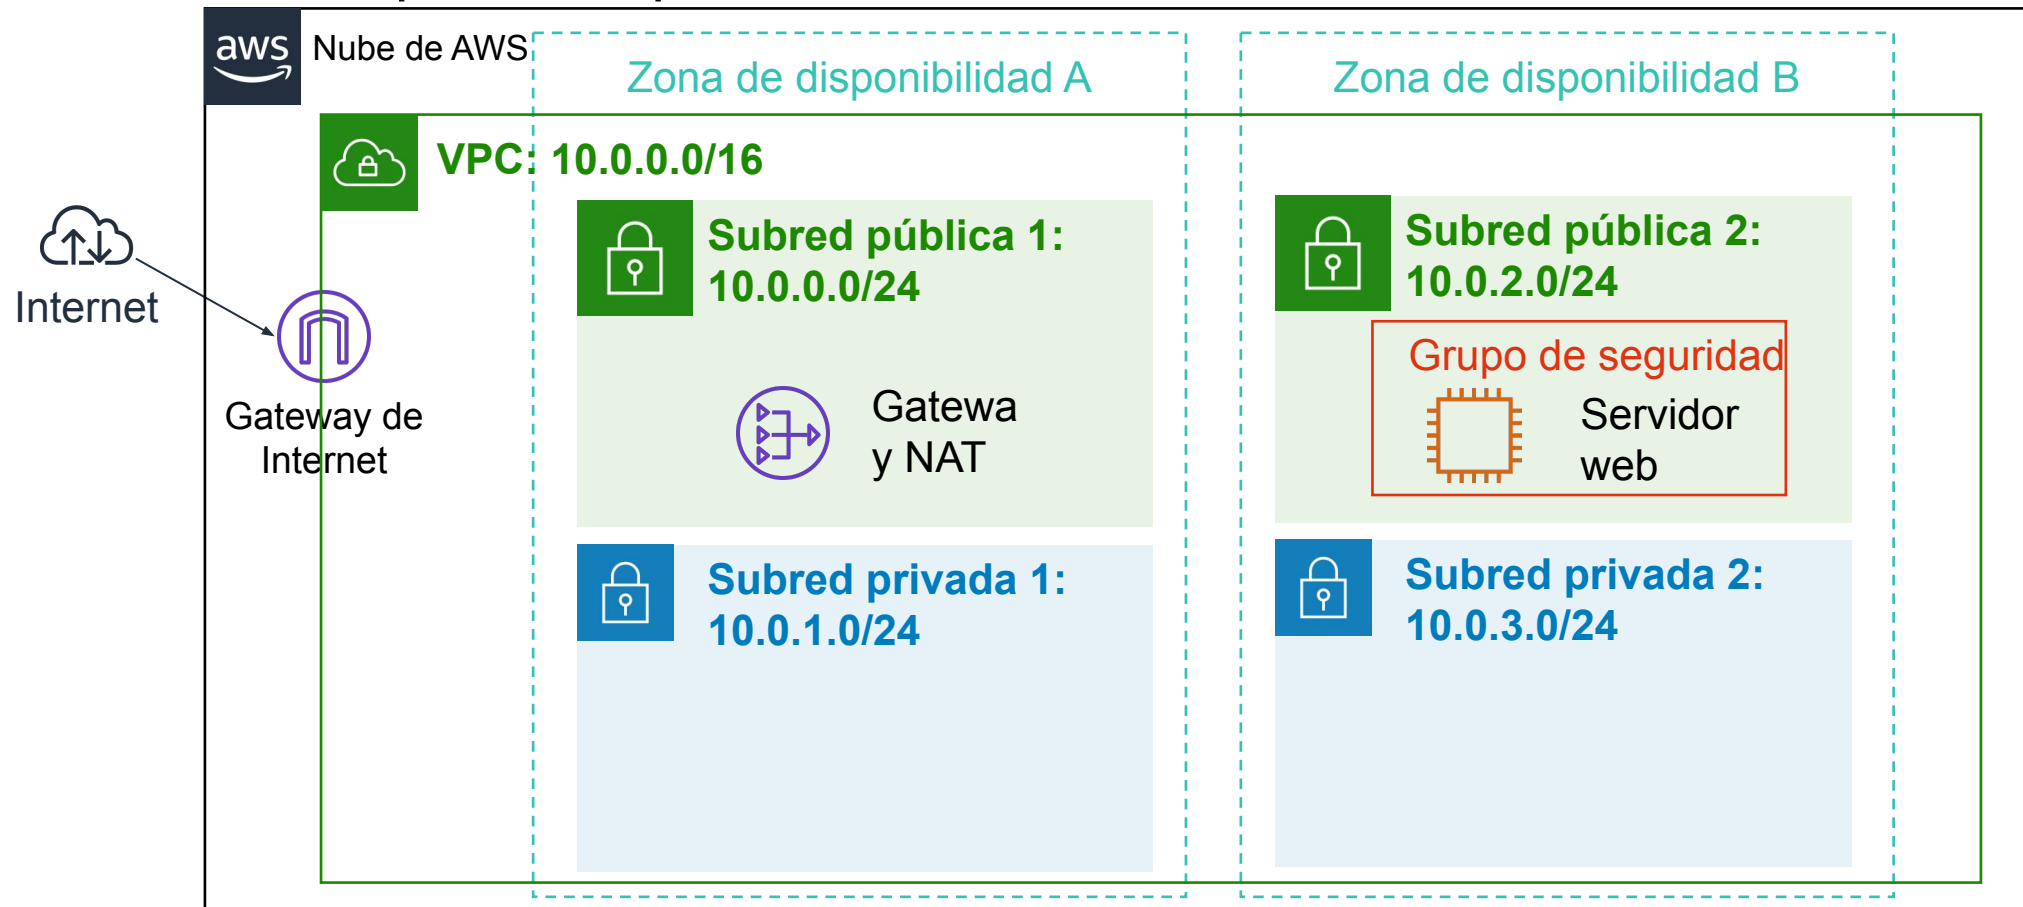 aws
Nube de AWS
Zona de disponibilidad A
Zona de disponibilidad B
VPC: 10.0.0.0/16
Subred pública 1:
10.0.0.0/24
Subred pública 2:
10.0.2.0/24
Internet
Gateway de
Internet
Gatewa
y NAT
Grupo de seguridad
Servidor
web
Subred privada 1:
10.0.1.0/24
Subred privada 2:
10.0.3.0/24